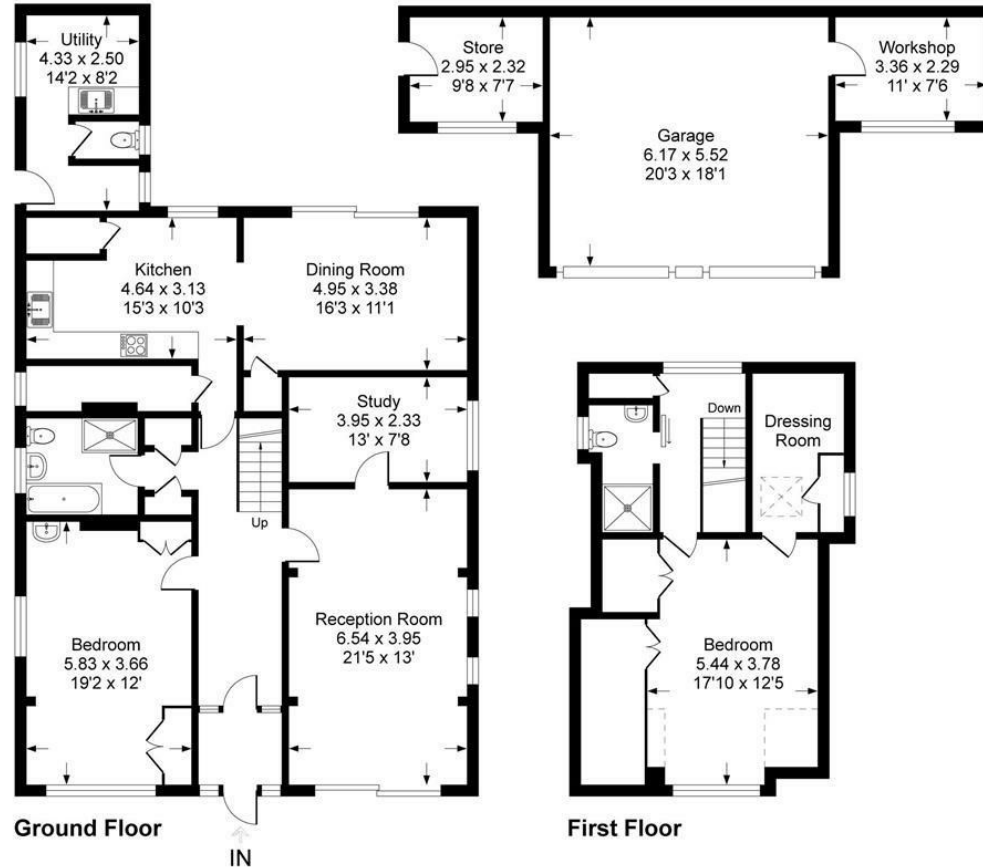 Utility
4.33 x 2.50
14'2 x 8'2
Store
2.95 x 2.32
9'8 x 7'7
Workshop
3.36 x 2.29
11' x 7'6
Garage
6.17 x 5.52
20'3 x 18'1
Kitchen
4.64 x 3.13
15'3 x 10'3
Dining Room
4.95 x 3.38
16'3 x 11'1
Study
3.95 x 2.33
13' x 7'8
Up
Reception Room
6.54 x 3.95
21'5 x 13'
Bedroom
5.83 x 3.66
19'2 x 12'
Down
Dressing
Room
Bedroom
5.44 x 3.78
17'10 x 12'5
Ground Floor
IN
First Floor